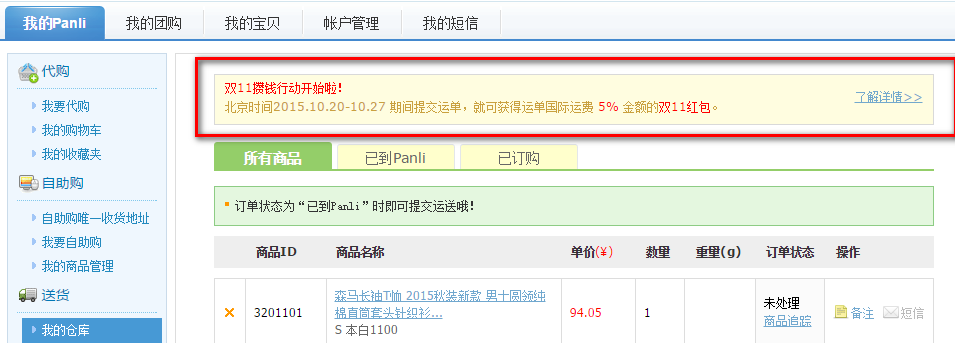 我的Panli 我的团购 我的宝贝 帐户管理 我的短信
代购
我要代购
我的购物车
我的收藏夹
自助购
自助购唯一收货地址
我要自助购
我的商品管理
送货
我的仓库
双11攒钱行动开始啦！
北京时间2015.10.20-10.27 期间提交运单，就可获得运单国际运费 5% 金额的双11红包。
了解详情>>
所有商品 已到Panli 已订购
订单状态为“已到Panli”时即可提交运送哦！
商品ID 商品名称 单价(￥) 数量 重量(g) 订单状态 操作
3201101
森马长袖T恤 2015秋装新款 男士圆领纯
棉直筒套头针织衫...
S 本白1100
94.05
1
未处理
商品追踪
备注 短信